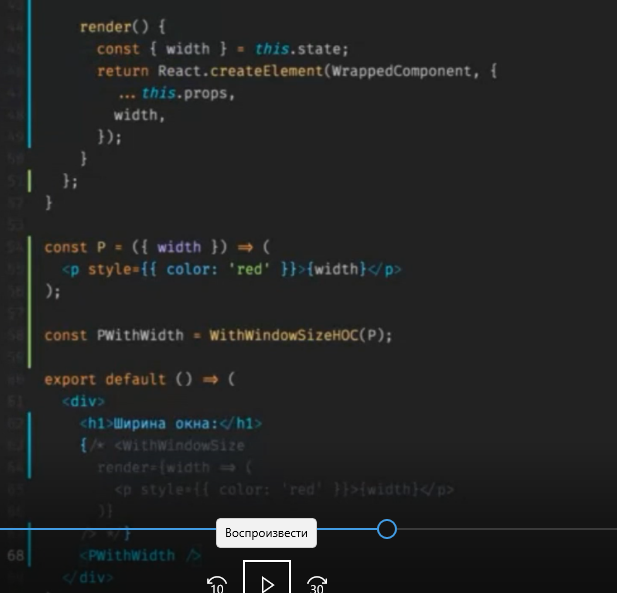 render() {
const { width } = this.state;
return React.createElement(WrappedComponent, {
... this.props,
width,
});
}
};
}
const P = ({ width }) => (
<p style={{ color: 'red' }}>{width}</p>
);
const PWithWidth = WithWindowSizeHOC(P);
export default () => (
<div>
<h1>Ширина окна:</h1>
{/* <WithWindowSize
render={width => (
<p style={{ color: 'red' }}>{width}</p>
)}
/> */}
Воспроизвести
68 <PWithWidth />
</div>
10 30